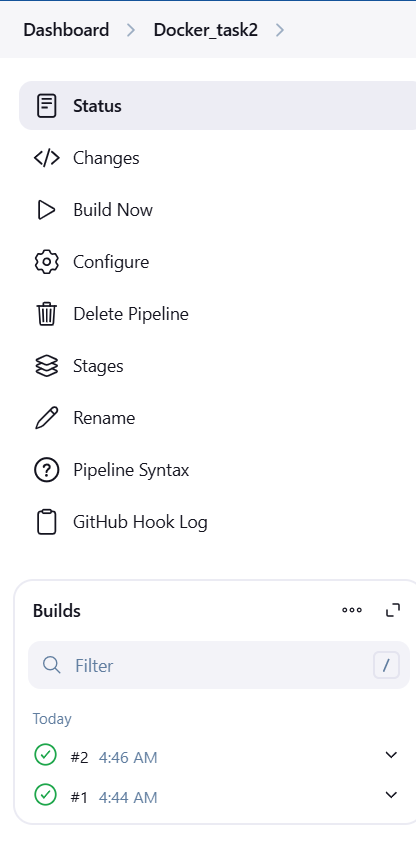 Dashboard > Docker_task2 >
Status
Changes
Build Now
Configure
Delete Pipeline
Stages
Rename
Pipeline Syntax
GitHub Hook Log
Builds
Filter /
Today
#2 4:46 AM
#1 4:44 AM